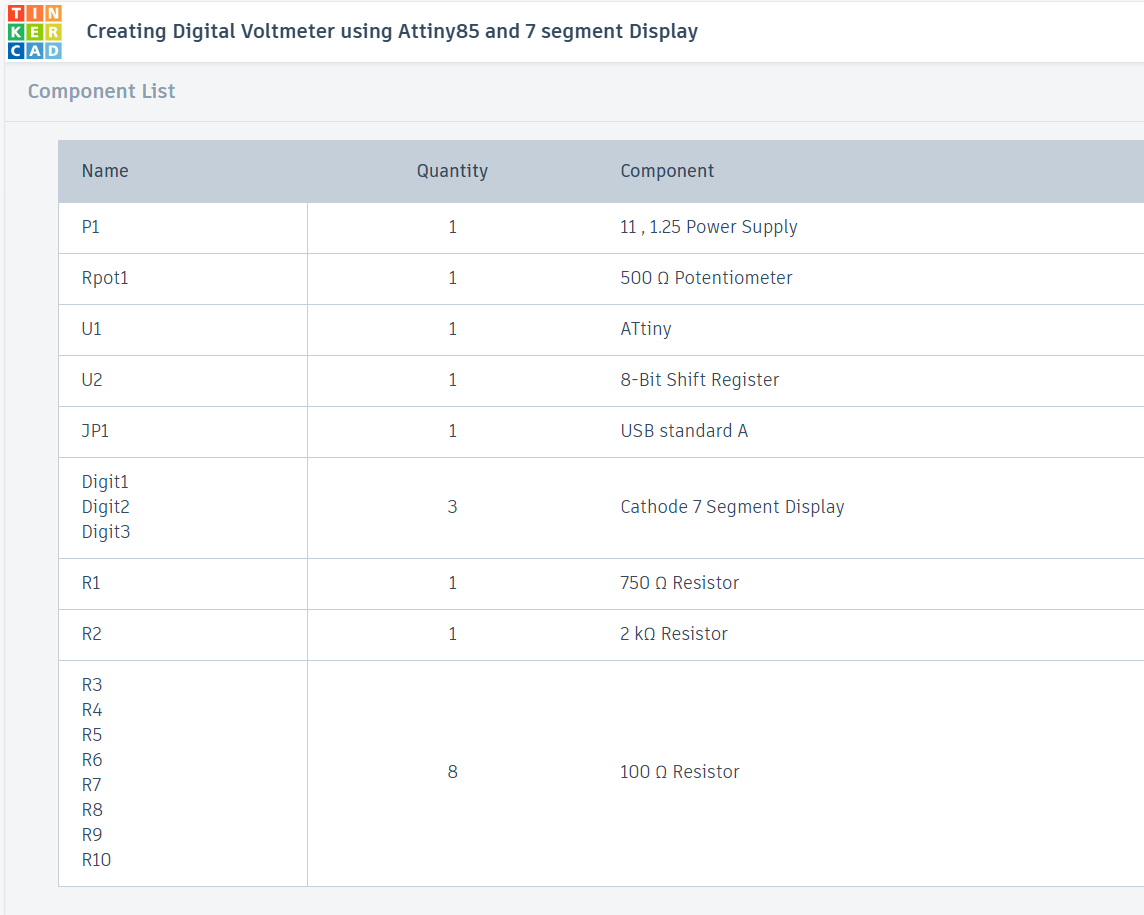 TIN
KER
CAD
Creating Digital Voltmeter using Attiny85 and 7 segment Display
Component List
Name Quantity Component
P1 1 11 , 1.25 Power Supply
Rpot1 1 500 Ω Potentiometer
U1 1 ATtiny
U2 1 8-Bit Shift Register
JP1 1 USB standard A
Digit1
Digit2 3 Cathode 7 Segment Display
Digit3
R1 1 750 Ω Resistor
R2 1 2 kΩ Resistor
R3
R4
R5
R6
8 100 Ω Resistor
R7
R8
R9
R10